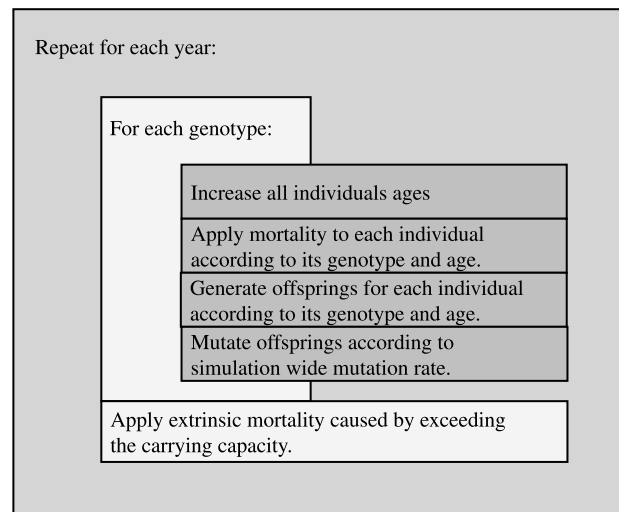 Repeat for each year:
For each genotype:
Increase all individuals ages
Apply mortality to each individual
according to its genotype and age.
Generate offsprings for each individual
according to its genotype and age.
Mutate offsprings according to
simulation wide mutation rate.
Apply extrinsic mortality caused by exceeding
the carrying capacity.